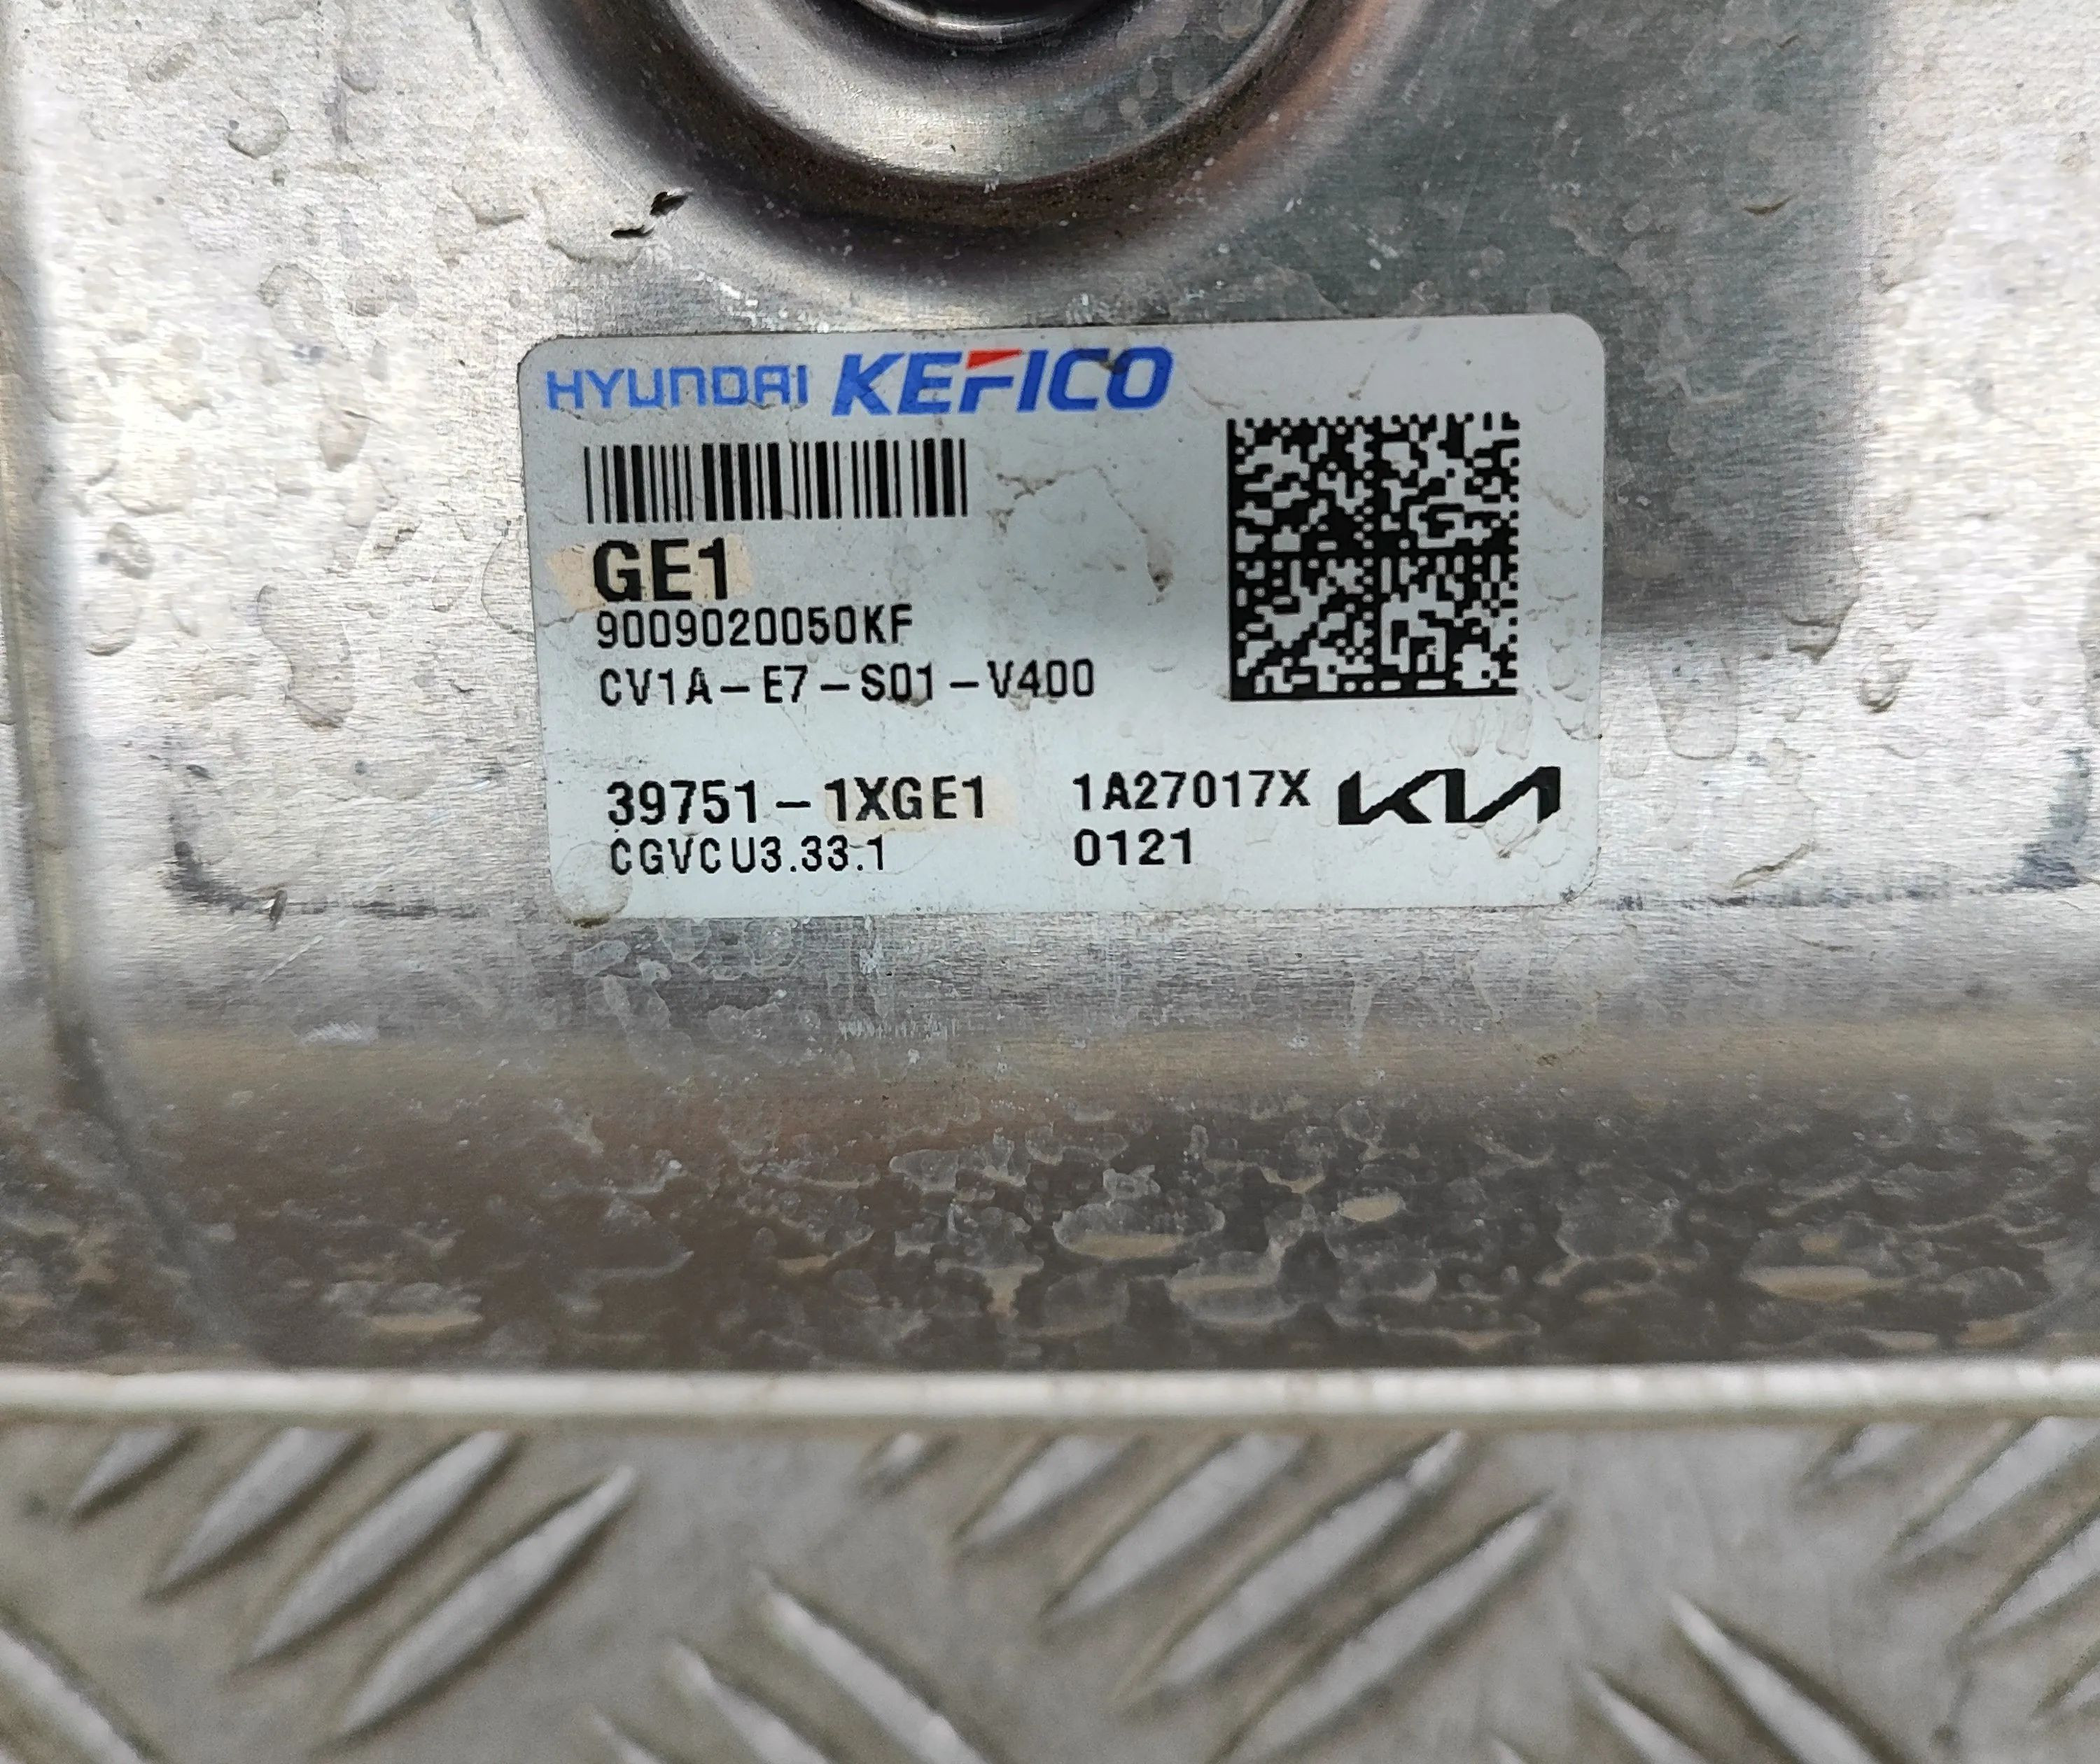 HYUNDAI KEFICO
GE1
9009020050KF
CV1A-E7-S01-V400
39751-1XGE1 1A27017X KIA
CGVCU3.33.1 0121